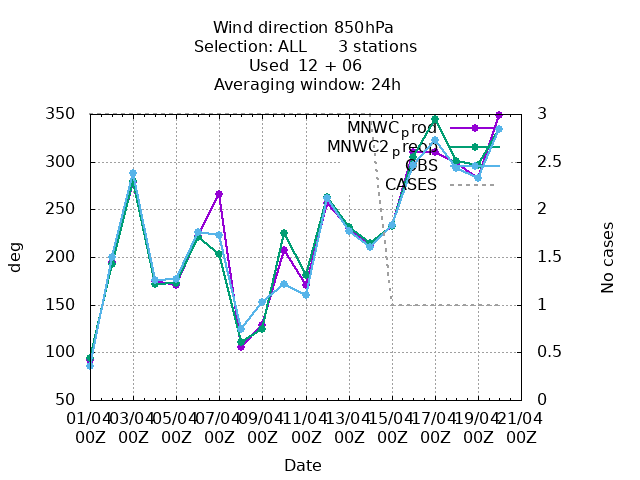 Wind direction 850hPa
Selection: ALL 3 stations
Used 12 + 06
Averaging window: 24h
350 300 250 200 150 100 50
deg
3 2.5 2 1.5 1 0.5 0
No cases
MNWC_prod
MNWC2_preop
OBS
CASES
01/04 03/04 05/04 07/04 09/04 11/04 13/04 15/04 17/04 19/04 21/04
00Z 00Z 00Z 00Z 00Z 00Z 00Z 00Z 00Z 00Z 00Z
Date